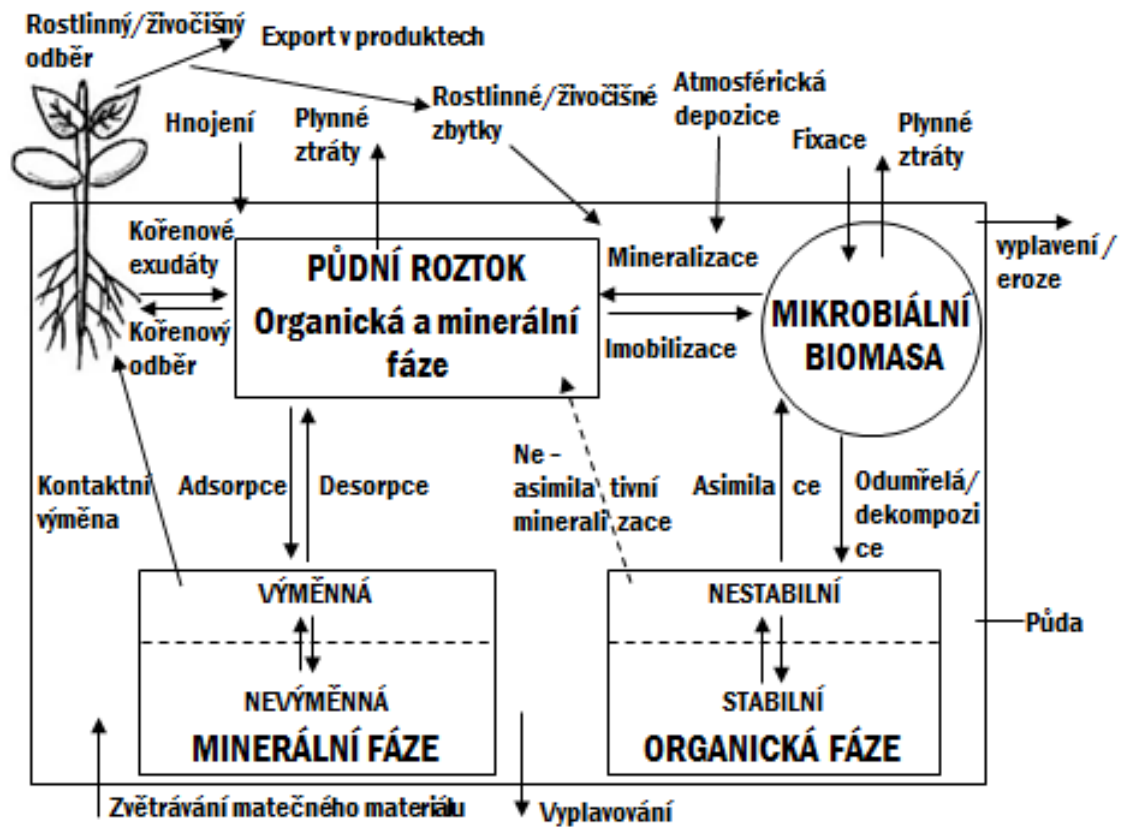 Rostlinný/živočišný
odběr
Export v produktech
Rostlinné/živočišné
zbytky
Atmosférická
depozice
Hnojení
Plynné
ztráty
Fixace
Plynné
ztráty
Kořenové
exudáty
Kořenový
odběr
PŮDNÍ ROZTOK
Organická a minerální
fáze
Mineralizace
Imobilizace
MIKROBIÁLNÍ
BIOMASA
vyplavení /
eroze
Kontaktní
výměna
Adsorpce
Desorpce
Ne –
asimila tivní
minerali zace
Asimila ce
Odumřelá/
dekompozi
ce
VÝMĚNNÁ
NEVÝMĚNNÁ
MINERÁLNÍ FÁZE
NESTABILNÍ
STABILNÍ
ORGANICKÁ FÁZE
Půda
Zvětrávání matečného materiálu
Vyplavování